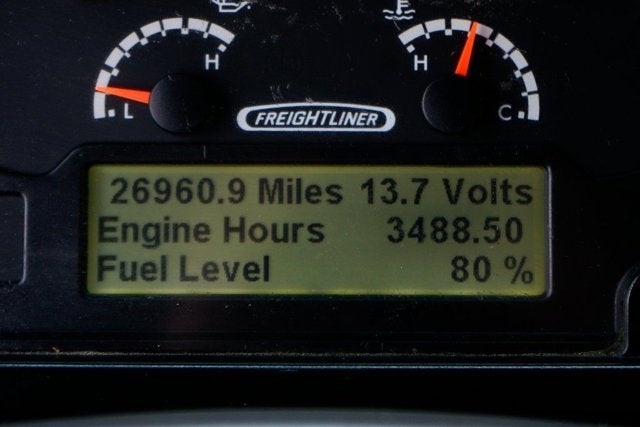 H H
L C
FREIGHTLINER
26960.9 Miles 13.7 Volts
Engine Hours 3488.50
Fuel Level 80 %